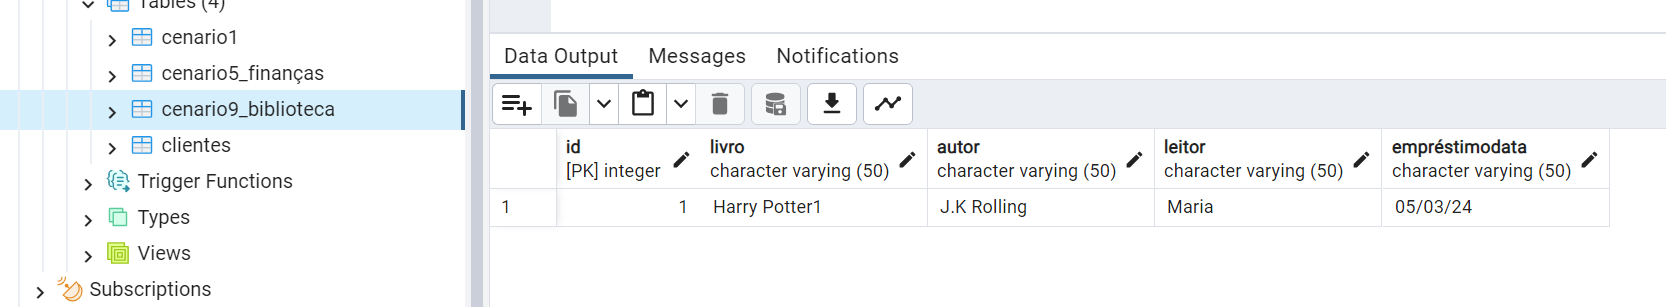 Tables (4)
cenario1
cenario5_finanças
cenario9_biblioteca
clientes
Trigger Functions
Types
Views
Subscriptions
Data Output Messages Notifications
id livro autor leitor empréstimodata
[PK] integer character varying (50) character varying (50) character varying (50) character varying (50)
1 1 Harry Potter1 J.K Rolling Maria 05/03/24